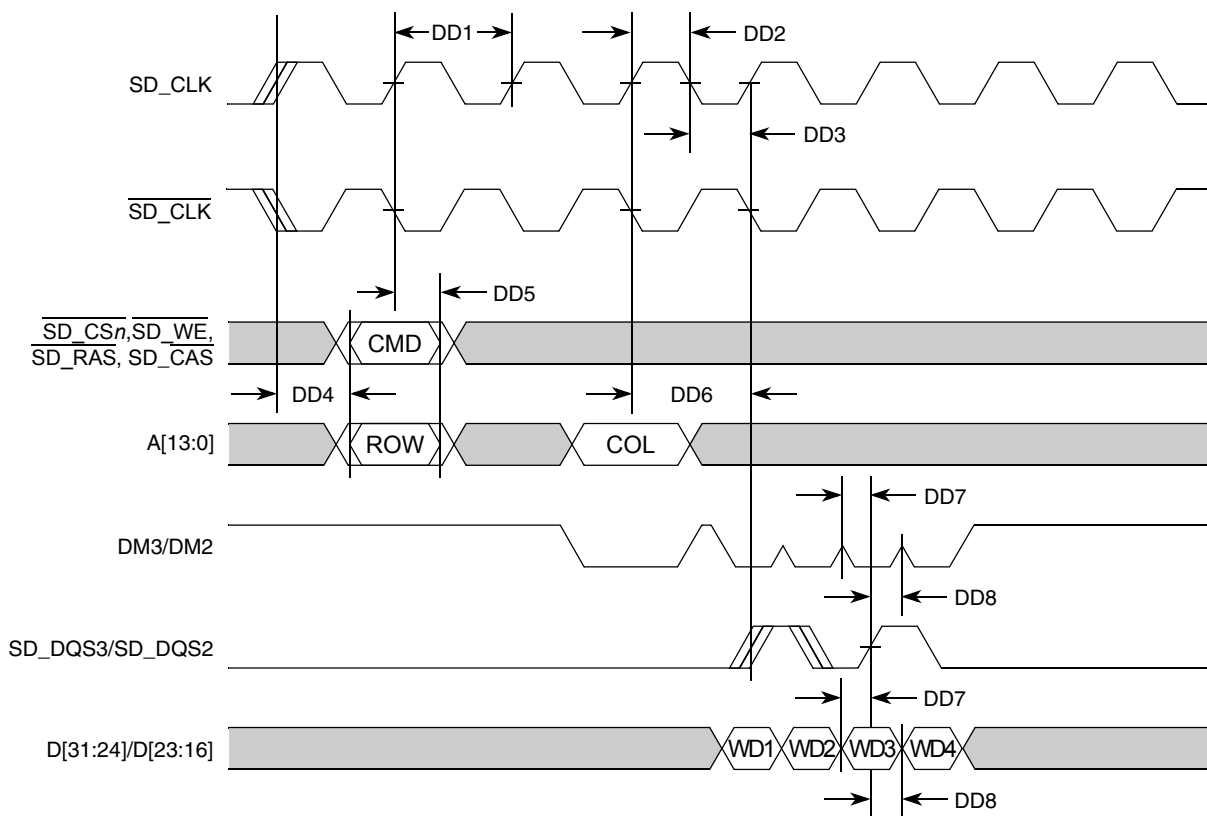 DD1
DD2
SD_CLK
DD3
SD_CLK
DD5
SD_CSn,SD_WE,
SD_RAS, SD_CAS
CMD
DD4
DD6
A[13:0]
ROW
COL
DD7
DM3/DM2
DD8
SD_DQS3/SD_DQS2
DD7
D[31:24]/D[23:16]
WD1
WD2
WD3
WD4
DD8